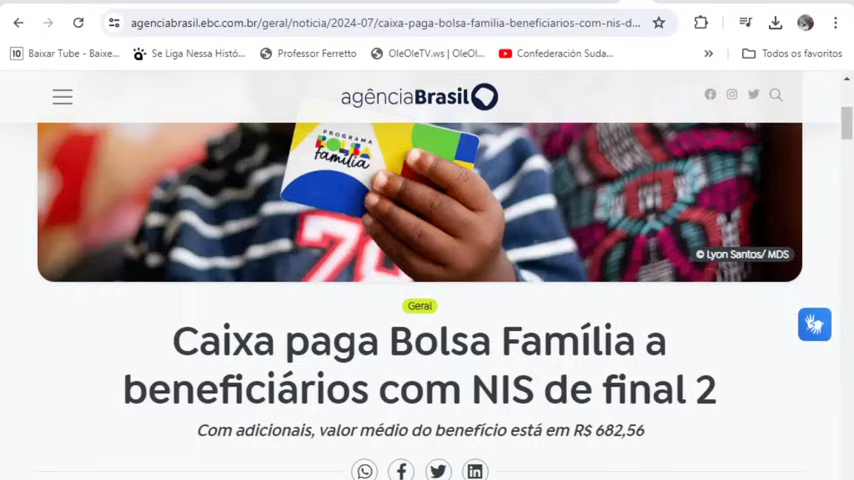 agenciabrasil.ebc.com.br/geral/noticia/2024-07/caixa-paga-bolsa-familia-beneficiarios-com-nis-d...
10 Baixar Tube - Baixe... Se Liga Nessa Histó... Professor Ferretto OleOleTV.ws | OleOl... Confederación Suda... » Todos os favoritos
agênciaBrasil
PROGRAMA
BOLSA
família
© Lyon Santos/ MDS
Geral
Caixa paga Bolsa Família a
beneficiários com NIS de final 2
Com adicionais, valor médio do benefício está em R$ 682,56